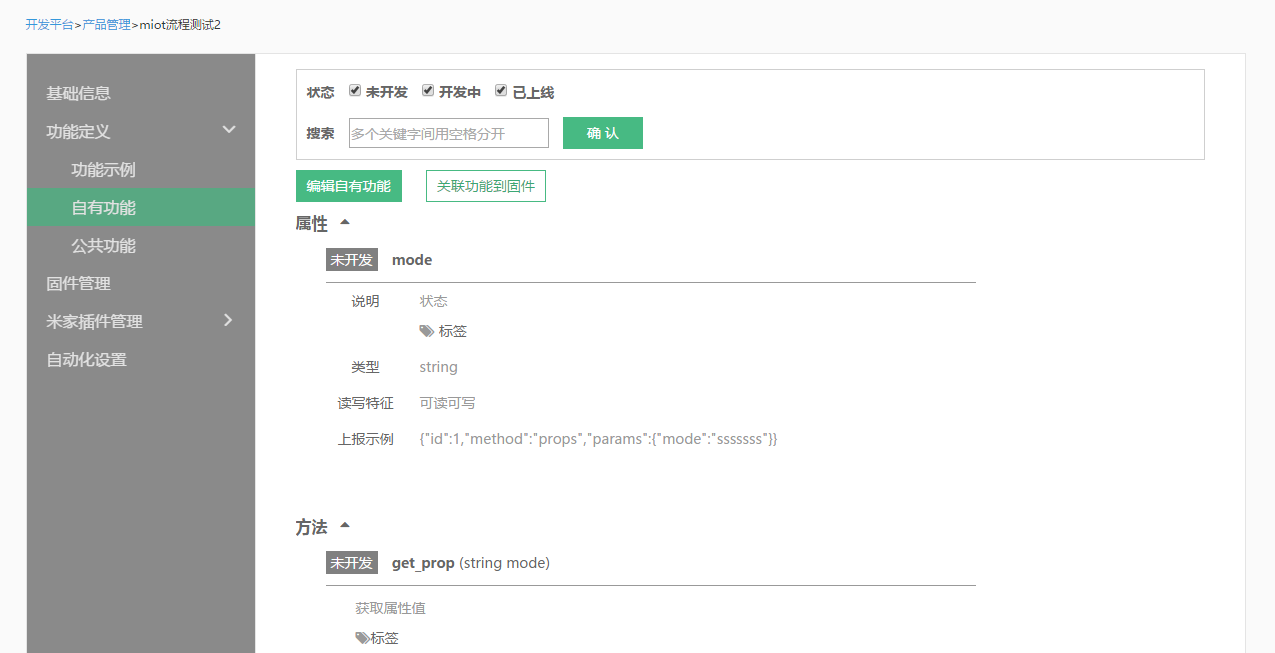 开发平台>产品管理>miot流程测试2
基础信息
功能定义
功能示例
自有功能
公共功能
固件管理
米家插件管理
自动化设置
状态 未开发 开发中 已上线
搜索 多个关键字间用空格分开 确 认
编辑自有功能 关联功能到固件
属性
未开发 mode
说明 状态
标签
类型 string
读写特征 可读可写
上报示例 {"id":1,"method":"props","params":{"mode":"sssssss"}}
方法
未开发 get_prop (string mode)
获取属性值
标签